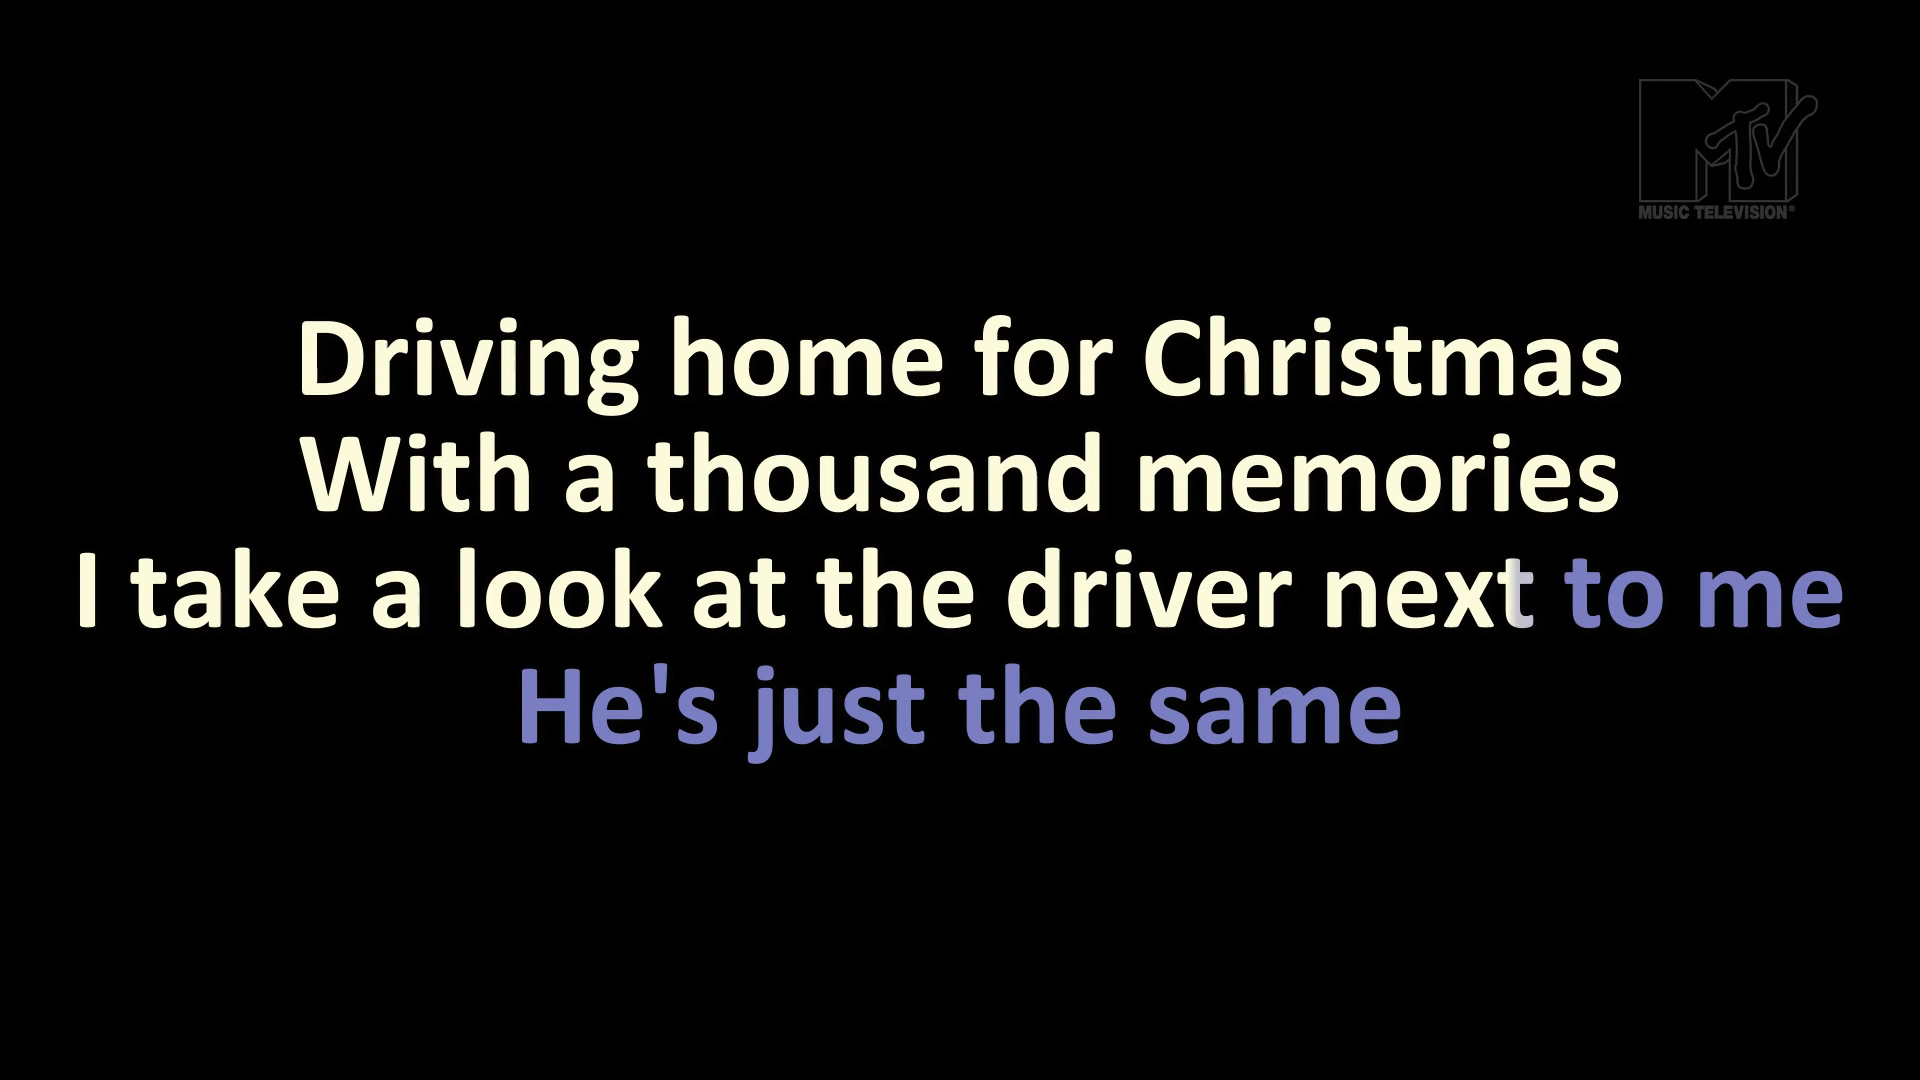 MTV
MUSIC TELEVISION®
Driving home for Christmas
With a thousand memories
I take a look at the driver next to me
He's just the same